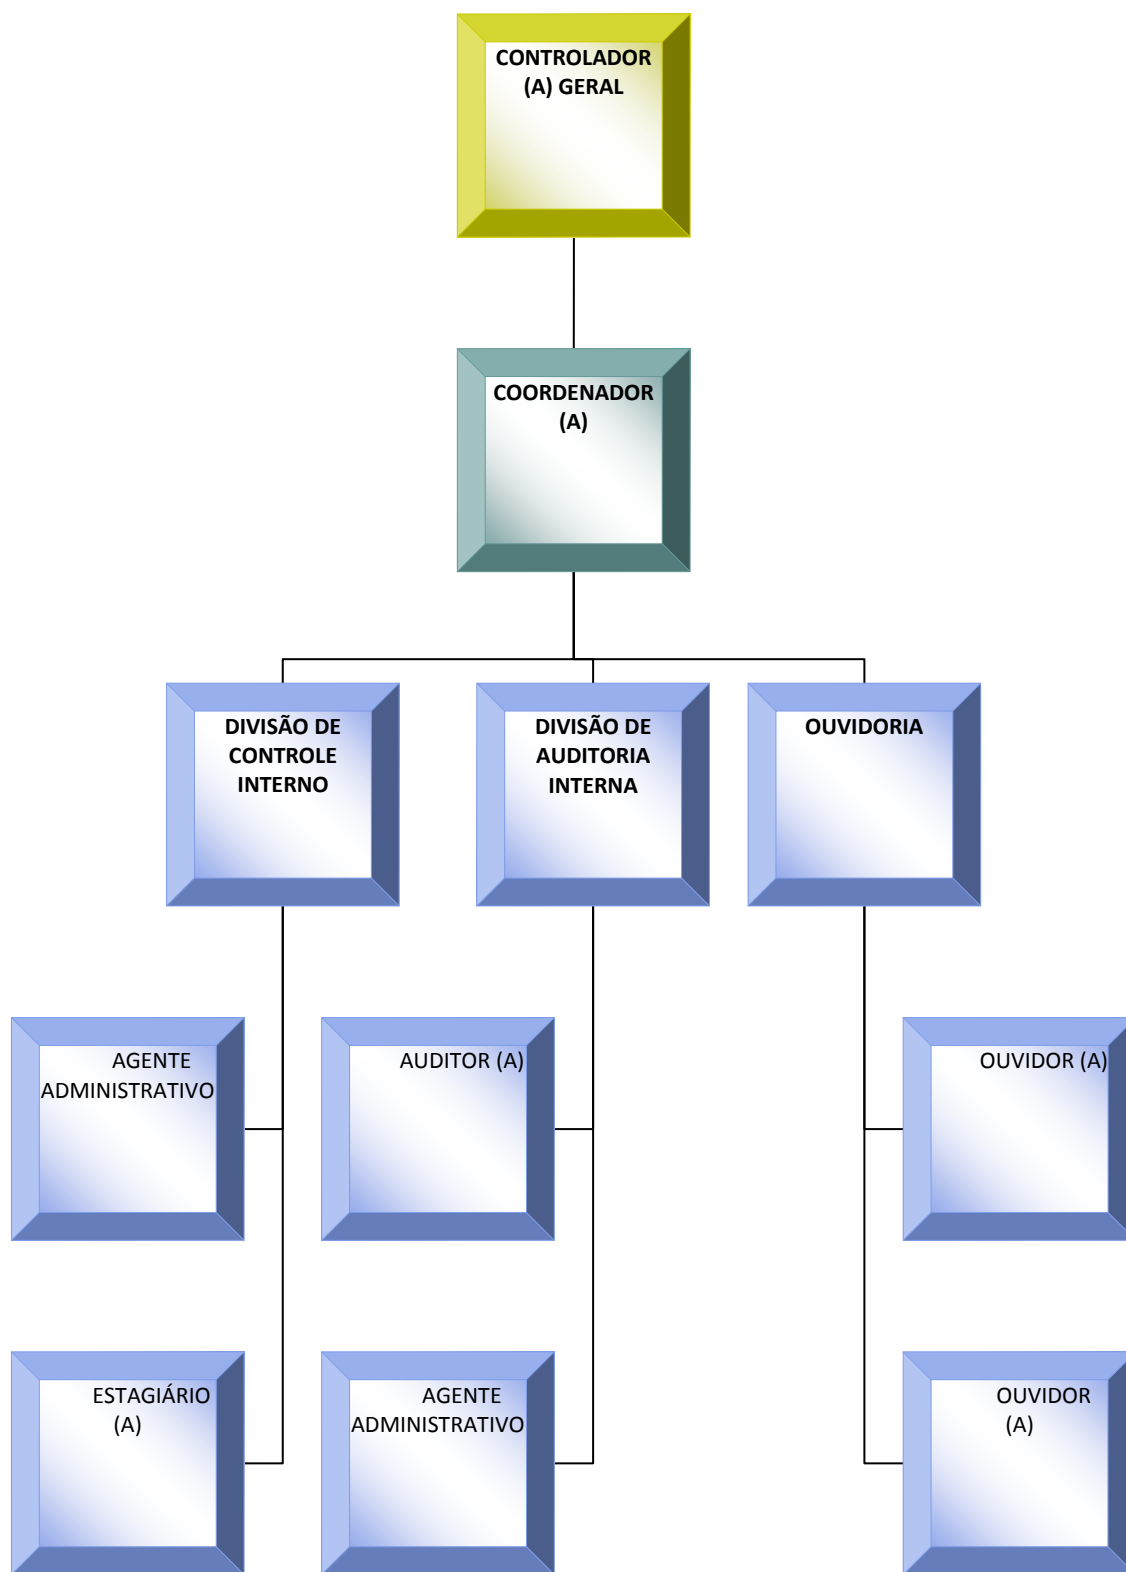 CONTROLADOR
(A) GERAL
COORDENADOR
(A)
DIVISÃO DE
CONTROLE
INTERNO
DIVISÃO DE
AUDITORIA
INTERNA
OUVIDORIA
AGENTE
ADMINISTRATIVO
AUDITOR (A)
OUVIDOR (A)
ESTAGIÁRIO
(A)
AGENTE
ADMINISTRATIVO
OUVIDOR
(A)